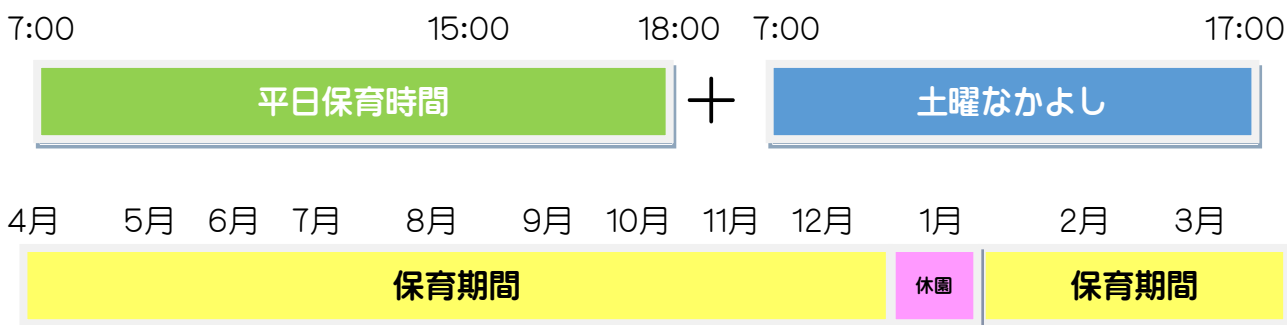 7:00 15:00 18:00 7:00 17:00
平日保育時間 + 土曜なかよし
4月 5月 6月 7月 8月 9月 10月 11月 12月 1月 2月 3月
保育期間 休園 保育期間